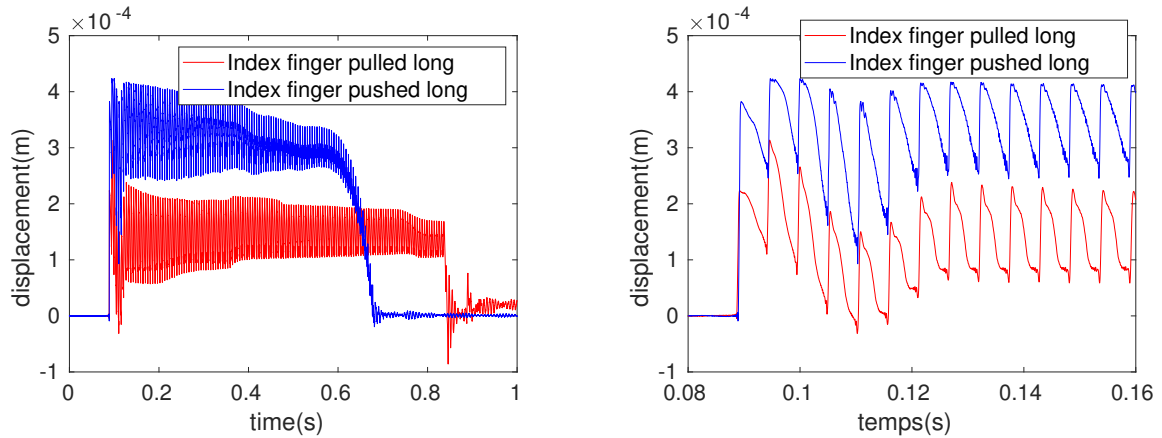 ×10 -4
5
4
3
2
1
0
-1
displacement(m)
0 0.2 0.4 0.6 0.8 1
time(s)
Index finger pulled long
Index finger pushed long
×10 -4
5
4
3
2
1
0
-1
displacement(m)
0.08 0.1 0.12 0.14 0.16
temps(s)
Index finger pulled long
Index finger pushed long